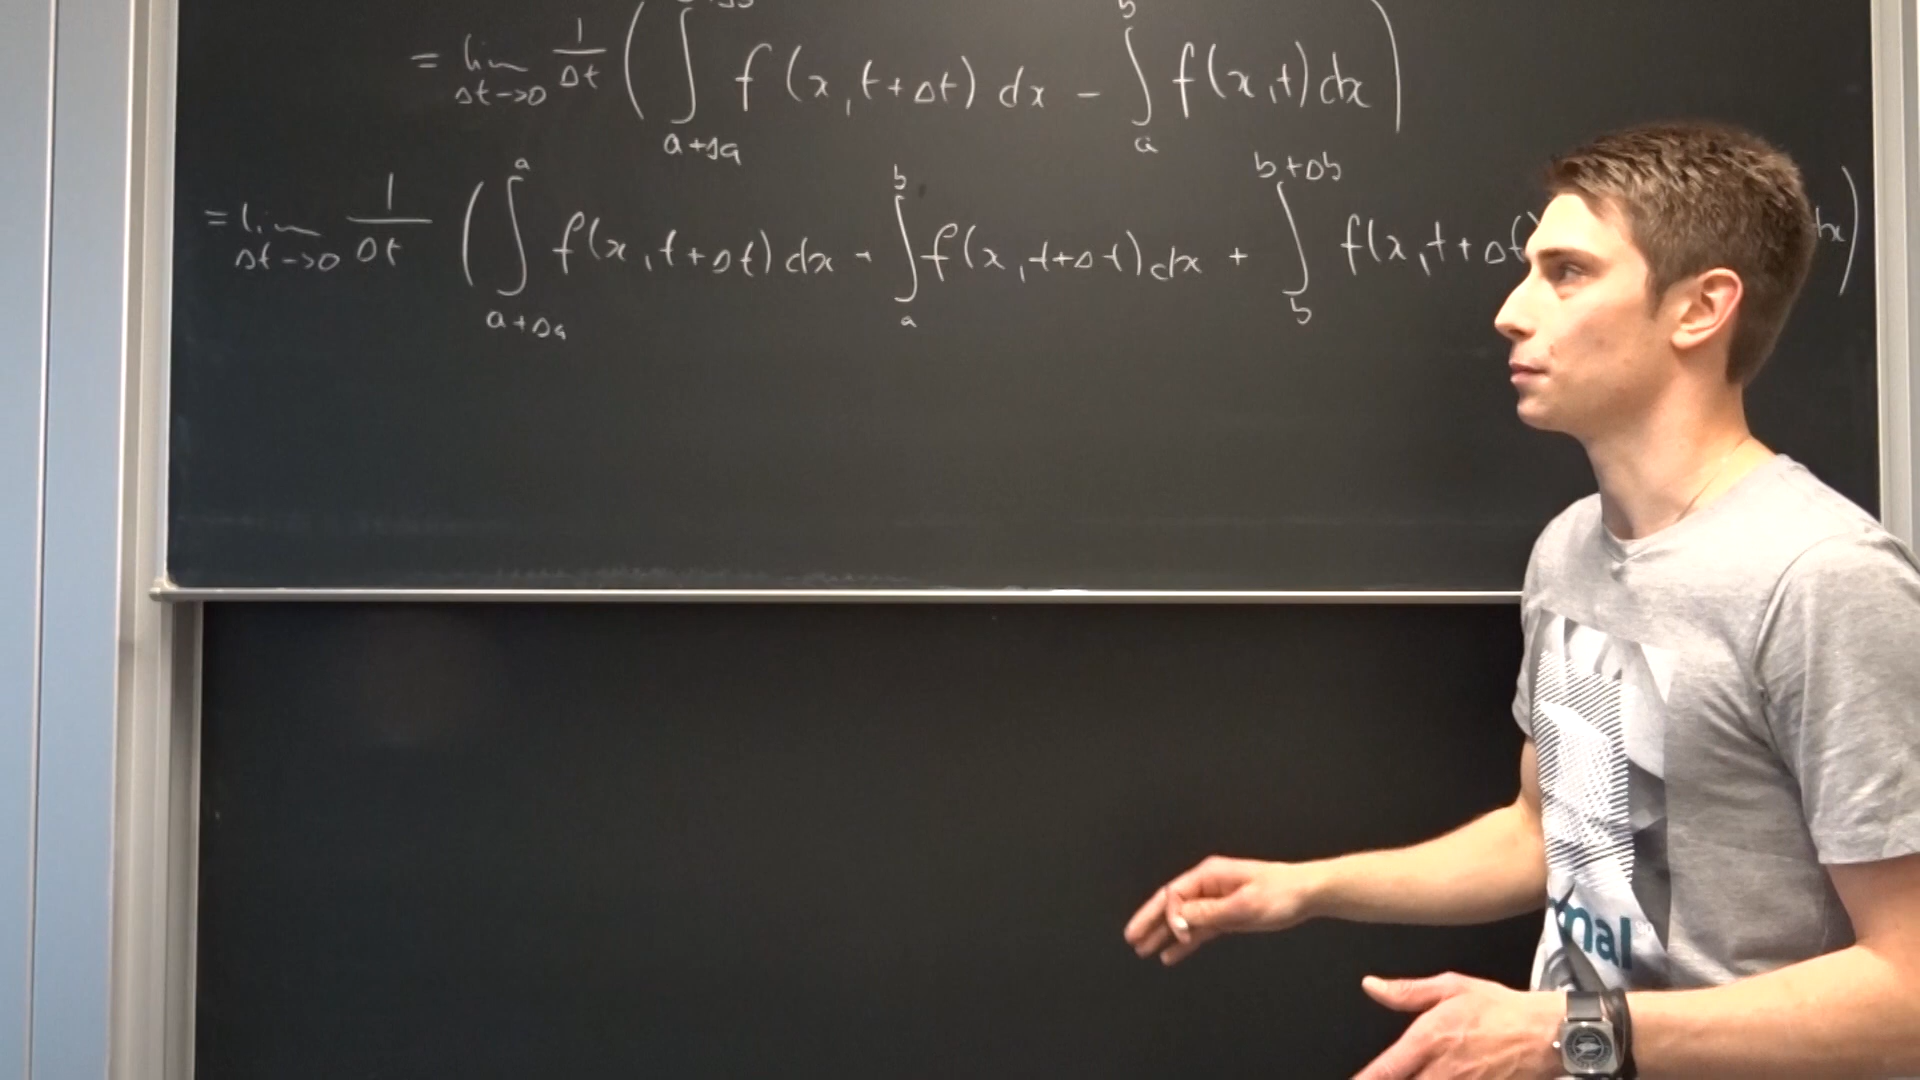 = lim Δt→0 1/Δt ( ∫ a+Δa f(x,t+Δt) dx - ∫ b a f(x,t) dx )
= lim Δt→0 1/Δt ( ∫ a a+Δa f(x,t+Δt) dx + ∫ b a f(x,t+Δt) dx + ∫ b+Δb b f(x,t+Δt) dx )